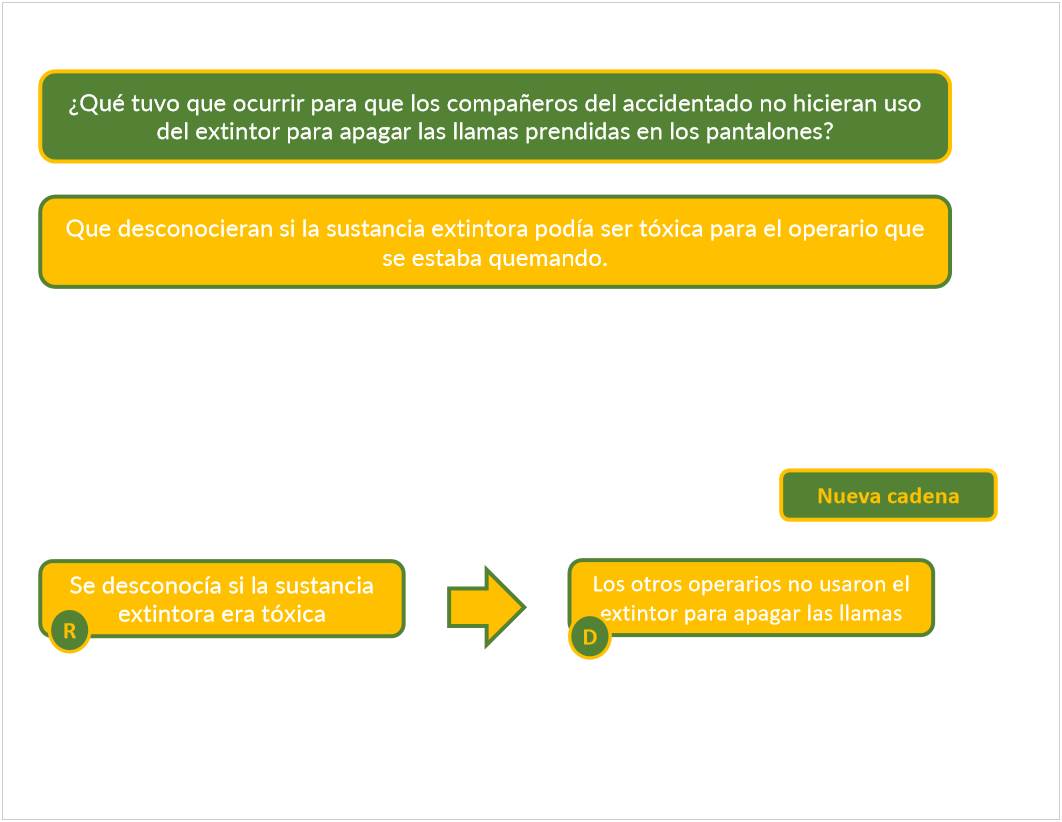 ¿Qué tuvo que ocurrir para que los compañeros del accidentado no hicieran uso
del extintor para apagar las llamas prendidas en los pantalones?
Que desconocieran si la sustancia extintora podía ser tóxica para el operario que
se estaba quemando.
Nueva cadena
Se desconocía si la sustancia
extintora era tóxica
R
Los otros operarios no usaron el
extintor para apagar las llamas
D